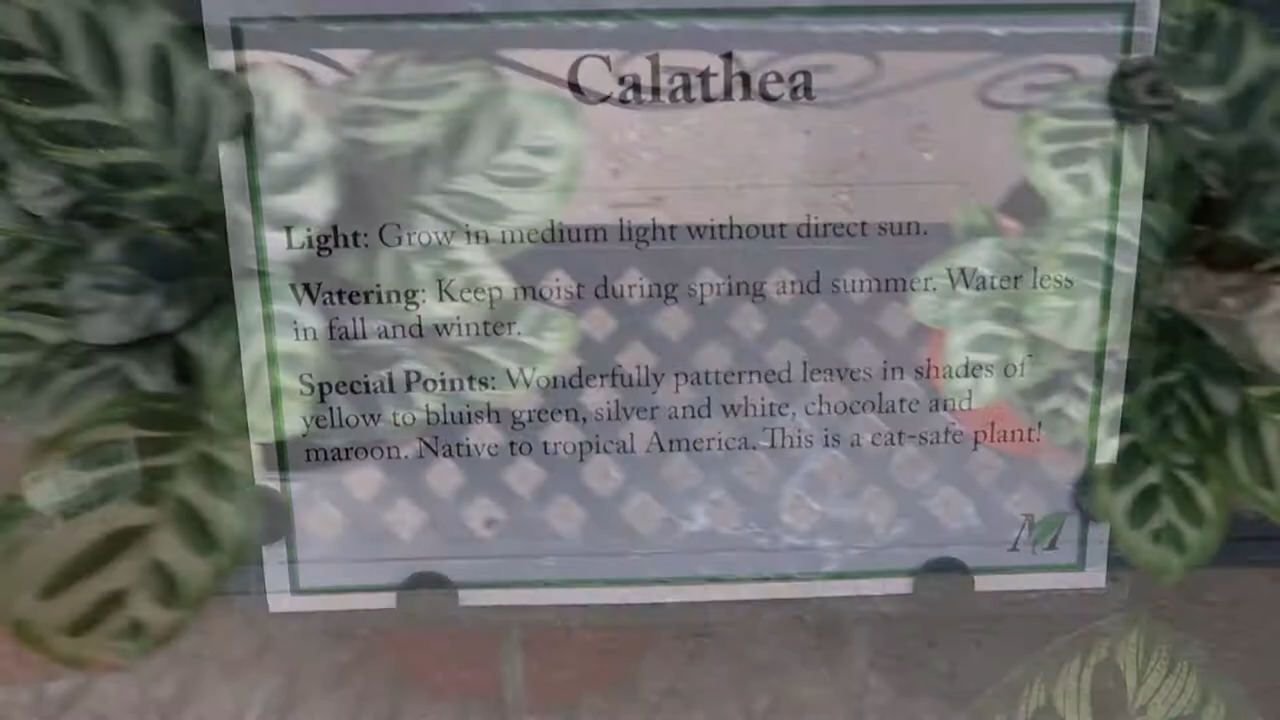 Calathea
Light: Grow in medium light without direct sun.
Watering: Keep moist during spring and summer. Water less
in fall and winter.
Special Points: Wonderfully patterned leaves in shades of
yellow to bluish green, silver and white, chocolate and
maroon. Native to tropical America. This is a cat-safe plant!
M